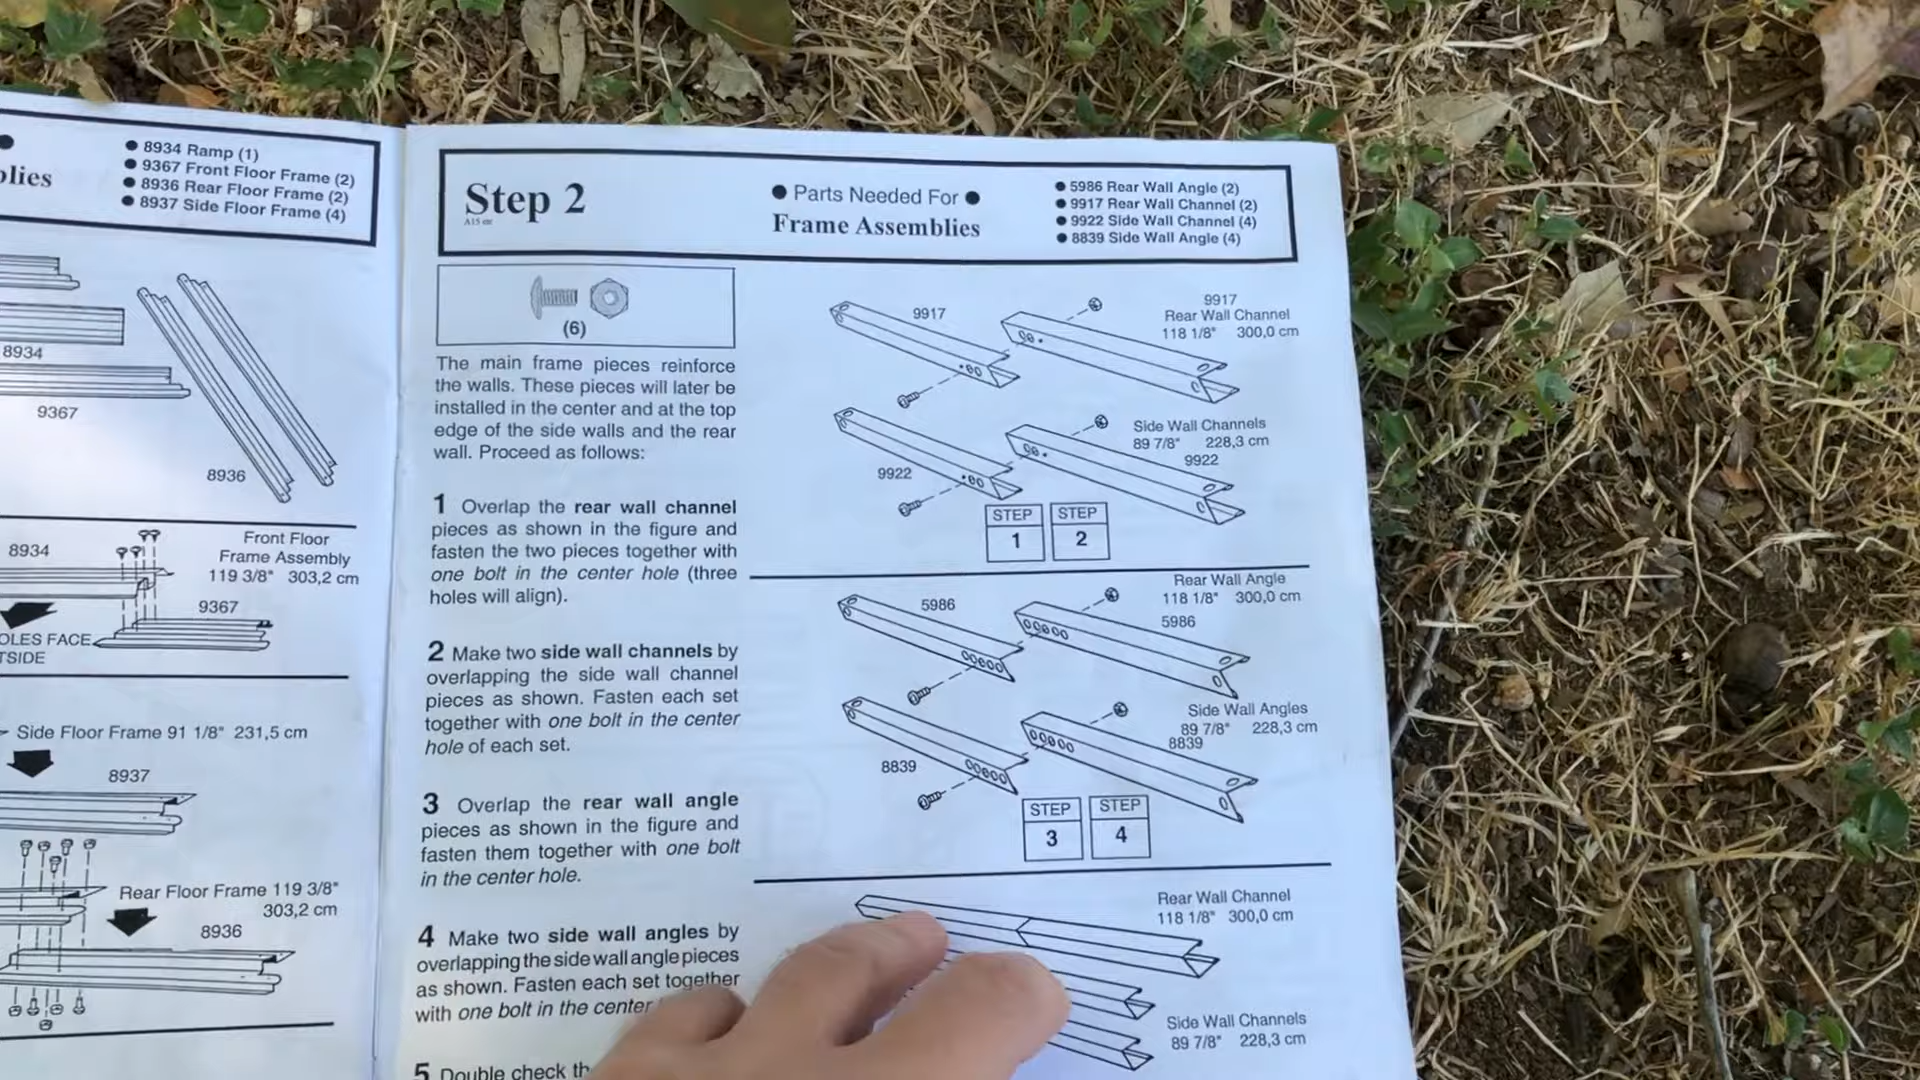 plies
8934 Ramp (1)
9367 Front Floor Frame (2)
8936 Rear Floor Frame (2)
8937 Side Floor Frame (4)
8934
9367
8936
8934
Front Floor
Frame Assembly
119 3/8" 303,2 cm
9367
OLES FACE
TSIDE
Side Floor Frame 91 1/8" 231,5 cm
8937
Rear Floor Frame 119 3/8"
303,2 cm
8936
Step 2
Parts Needed For
Frame Assemblies
5986 Rear Wall Angle (2)
9917 Rear Wall Channel (2)
9922 Side Wall Channel (4)
8839 Side Wall Angle (4)
(6)
The main frame pieces reinforce
the walls. These pieces will later be
installed in the center and at the top
edge of the side walls and the rear
wall. Proceed as follows:
1 Overlap the rear wall channel
pieces as shown in the figure and
fasten the two pieces together with
one bolt in the center hole (three
holes will align).
2 Make two side wall channels by
overlapping the side wall channel
pieces as shown. Fasten each set
together with one bolt in the center
hole of each set.
3 Overlap the rear wall angle
pieces as shown in the figure and
fasten them together with one bolt
in the center hole.
4 Make two side wall angles by
overlapping the side wall angle pieces
as shown. Fasten each set together
with one bolt in the center
5 Double check th
9917
9917
Rear Wall Channel
118 1/8" 300,0 cm
Side Wall Channels
89 7/8" 228,3 cm
9922
9922
STEP
1
STEP
2
Rear Wall Angle
118 1/8" 300,0 cm
5986
5986
Side Wall Angles
89 7/8" 228,3 cm
8839
8839
STEP
3
STEP
4
Rear Wall Channel
118 1/8" 300,0 cm
Side Wall Channels
89 7/8" 228,3 cm